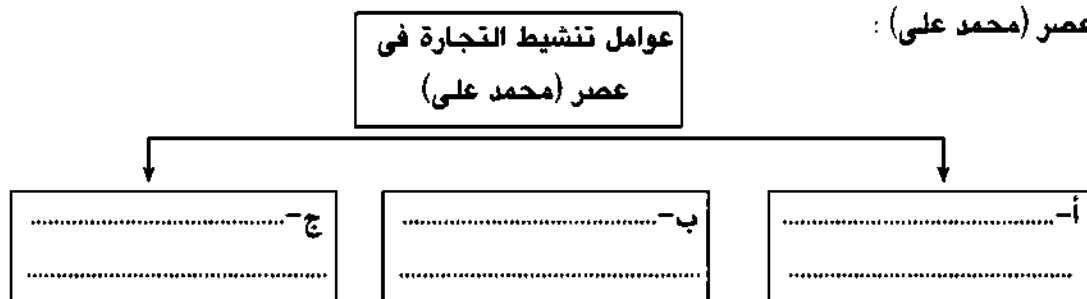 عصر (محمد على) :
عوامل تنشيط التجارة فى
عصر (محمد على)
أ- ........................................
........................................
ب- ........................................
........................................
ج- ........................................
........................................